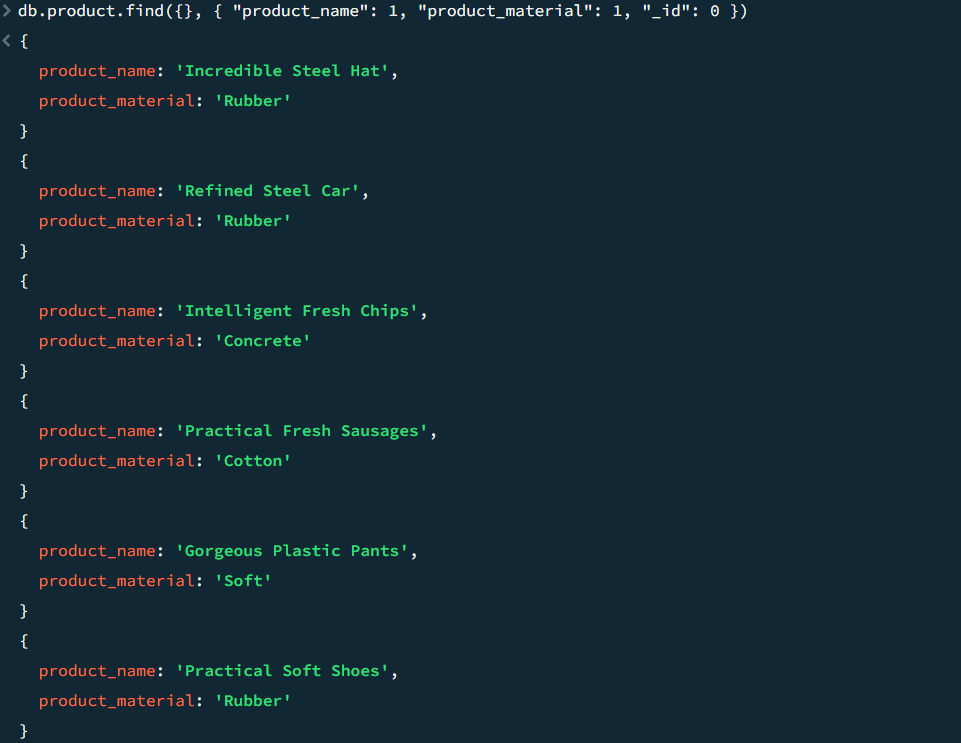 > db.product.find({}, { "product_name": 1, "product_material": 1, "_id": 0 })
< {
product_name: 'Incredible Steel Hat',
product_material: 'Rubber'
}
{
product_name: 'Refined Steel Car',
product_material: 'Rubber'
}
{
product_name: 'Intelligent Fresh Chips',
product_material: 'Concrete'
}
{
product_name: 'Practical Fresh Sausages',
product_material: 'Cotton'
}
{
product_name: 'Gorgeous Plastic Pants',
product_material: 'Soft'
}
{
product_name: 'Practical Soft Shoes',
product_material: 'Rubber'
}